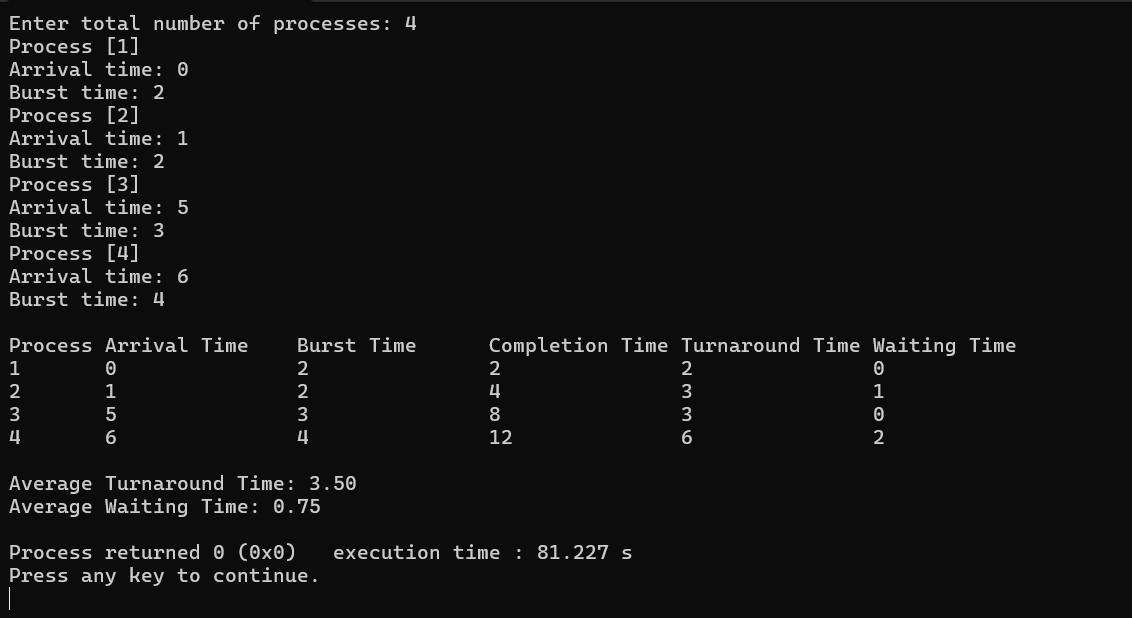 Enter total number of processes: 4
Process [1]
Arrival time: 0
Burst time: 2
Process [2]
Arrival time: 1
Burst time: 2
Process [3]
Arrival time: 5
Burst time: 3
Process [4]
Arrival time: 6
Burst time: 4

Process Arrival Time    Burst Time      Completion Time Turnaround Time Waiting Time
1       0               2               2               2               0
2       1               2               4               3               1
3       5               3               8               3               0
4       6               4               12              6               2

Average Turnaround Time: 3.50
Average Waiting Time: 0.75

Process returned 0 (0x0)   execution time : 81.227 s
Press any key to continue.